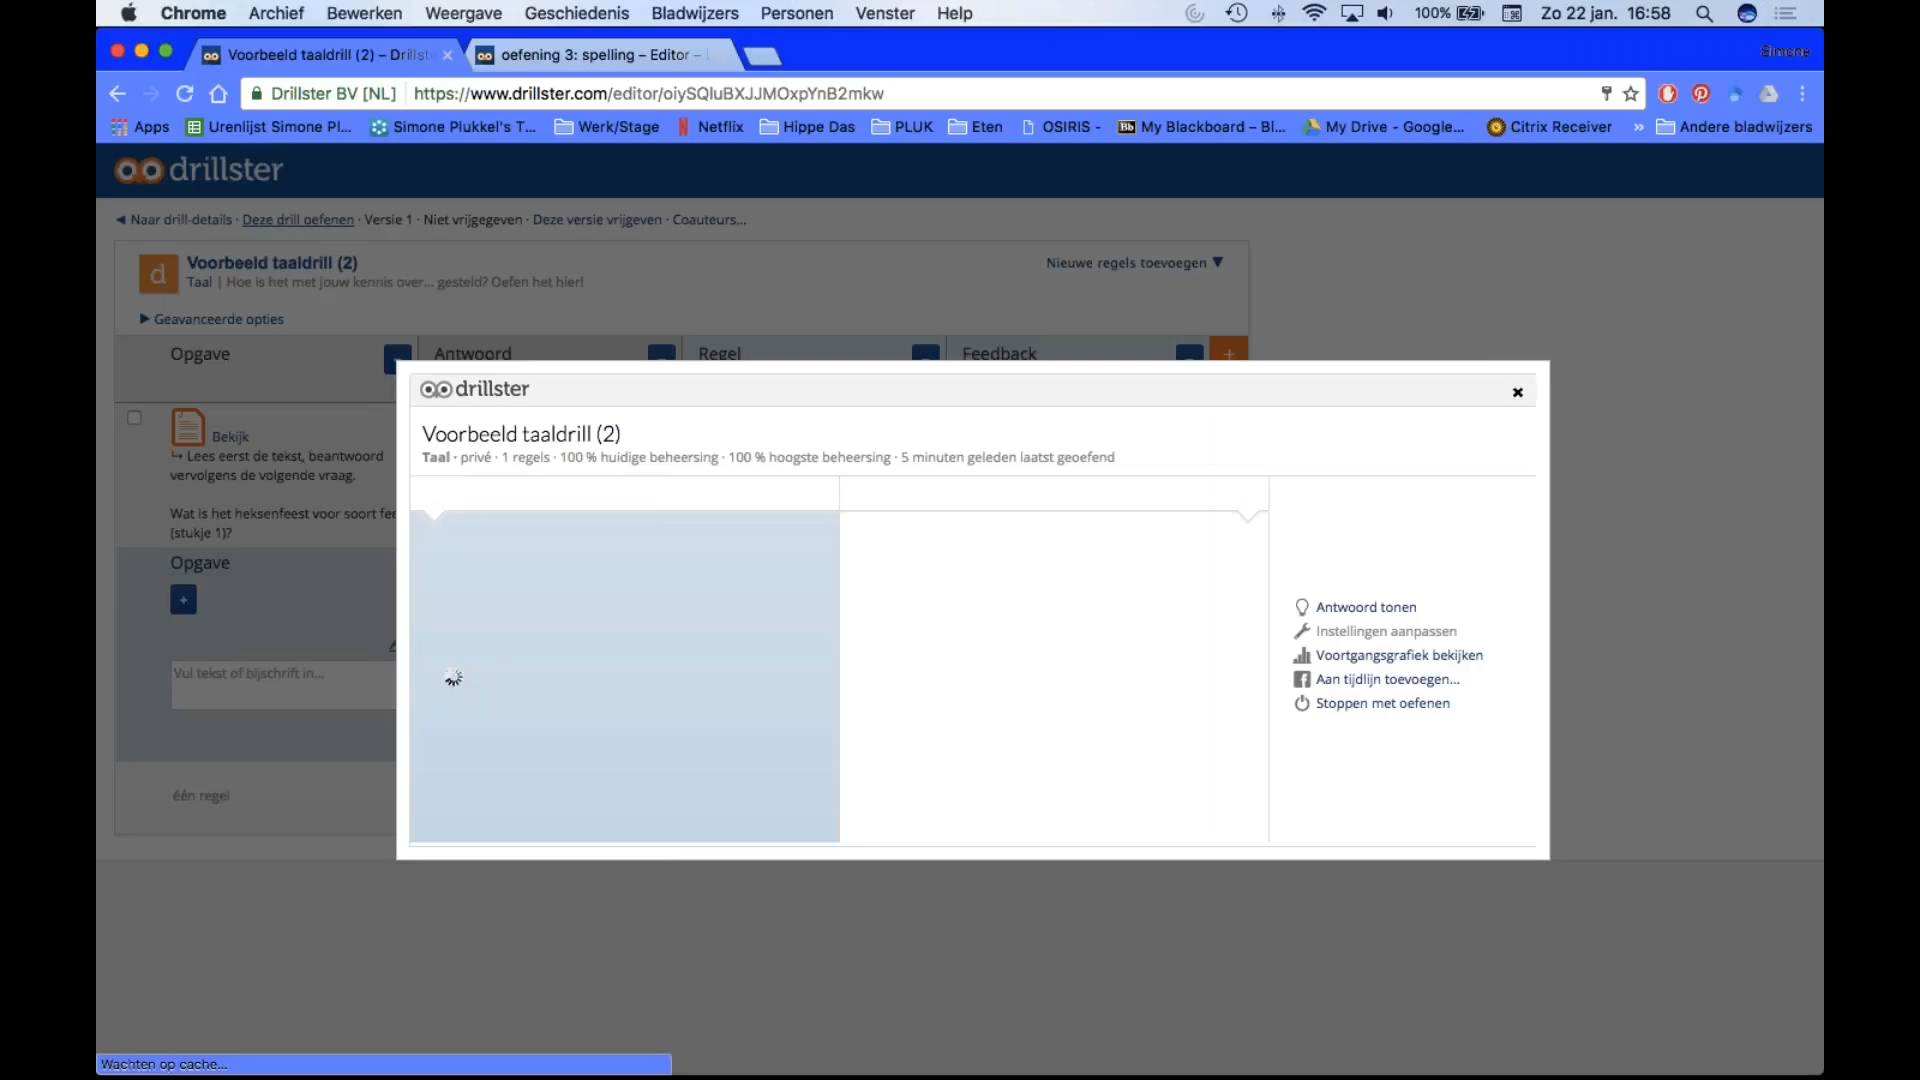 Chrome Archief Bewerken Weergave Geschiedenis Bladwijzers Personen Venster Help 100% Zo 22 jan. 16:58
Voorbeeld taaldrill (2) – Drillste oefening 3: spelling – Editor – Simone
Drillster BV [NL] https://www.drillster.com/editor/oiySQIuBXJJMOxpYnB2mkw
Apps Urenlijst Simone Pl... Simone Plukkel's T... Werk/Stage Netflix Hippe Das PLUK Eten OSIRIS - Bb My Blackboard – Bl... My Drive - Google... Citrix Receiver » Andere bladwijzers
drillster
◄ Naar drill-details · Deze drill oefenen · Versie 1 · Niet vrijgegeven · Deze versie vrijgeven · Coauteurs...
d Voorbeeld taaldrill (2) Nieuwe regels toevoegen ▼
Taal | Hoe is het met jouw kennis over... gesteld? Oefen het hier!
► Geavanceerde opties
Opgave Antwoord Regel Feedback +
drillster
Voorbeeld taaldrill (2)
Taal · privé · 1 regels · 100 % huidige beheersing · 100 % hoogste beheersing · 5 minuten geleden laatst geoefend
Bekijk
Lees eerst de tekst, beantwoord
vervolgens de volgende vraag.
Wat is het heksenfeest voor soort fee
(stukje 1)?
Opgave
+
Vul tekst of bijschrift in...
één regel
Antwoord tonen
Instellingen aanpassen
Voortgangsgrafiek bekijken
Aan tijdlijn toevoegen...
Stoppen met oefenen
Wachten op cache...